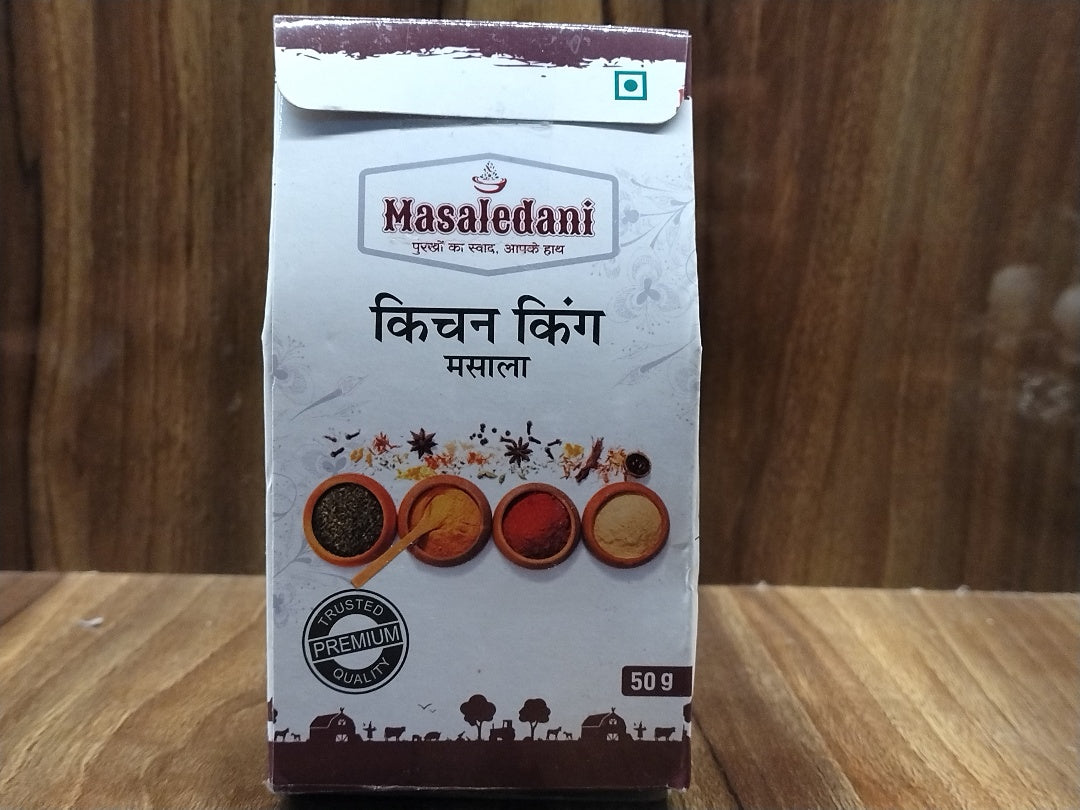 Masaledani
पुरखों का स्वाद, आपके हाथ
किचन किंग
मसाला
TRUSTED
PREMIUM
QUALITY
50 g